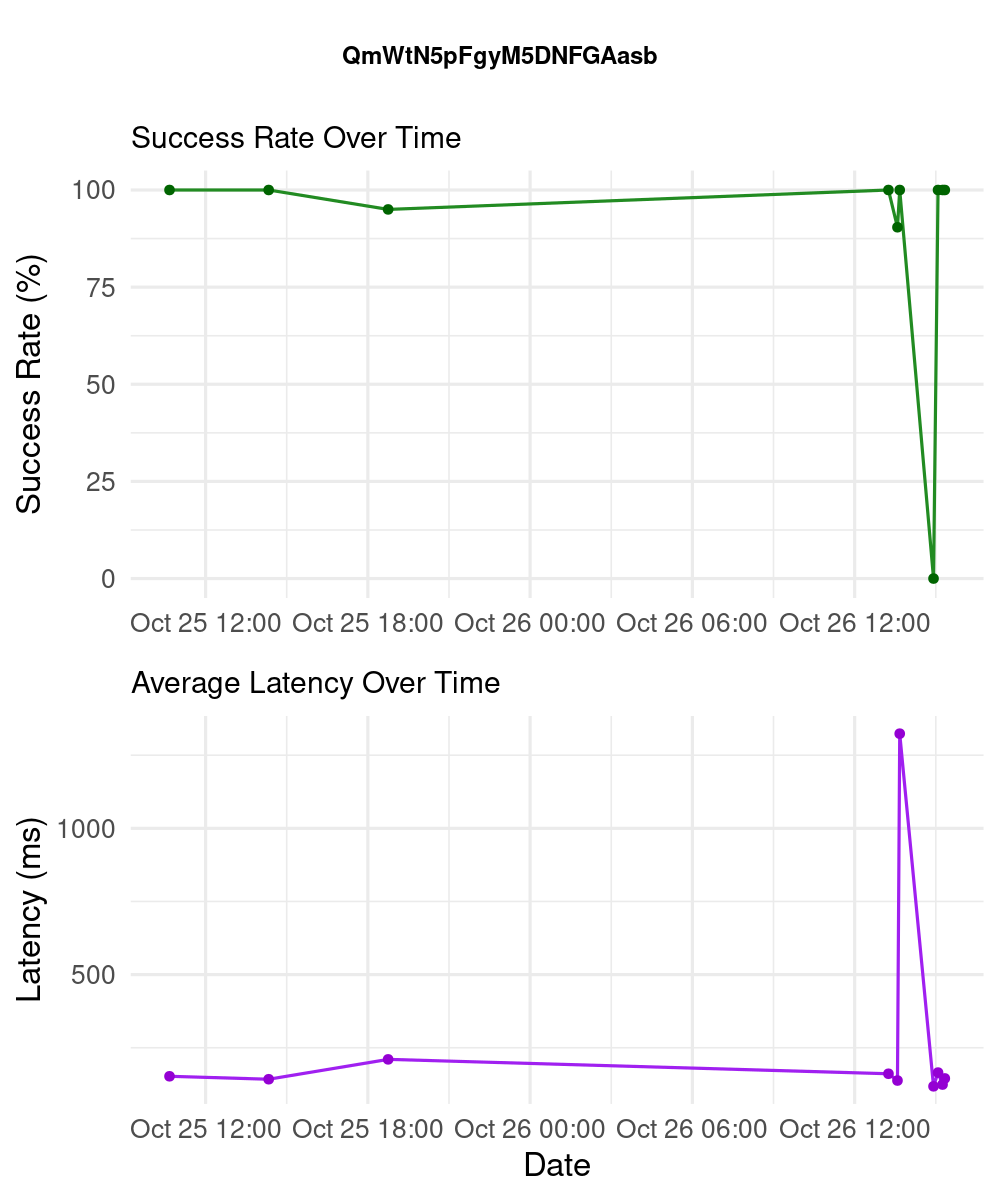 QmWtN5pFgyM5DNFGAasb
Success Rate Over Time
Success Rate (%)
100
75
50
25
0
Oct 25 12:00 Oct 25 18:00 Oct 26 00:00 Oct 26 06:00 Oct 26 12:00
Average Latency Over Time
Latency (ms)
1000
500
Oct 25 12:00 Oct 25 18:00 Oct 26 00:00 Oct 26 06:00 Oct 26 12:00
Date